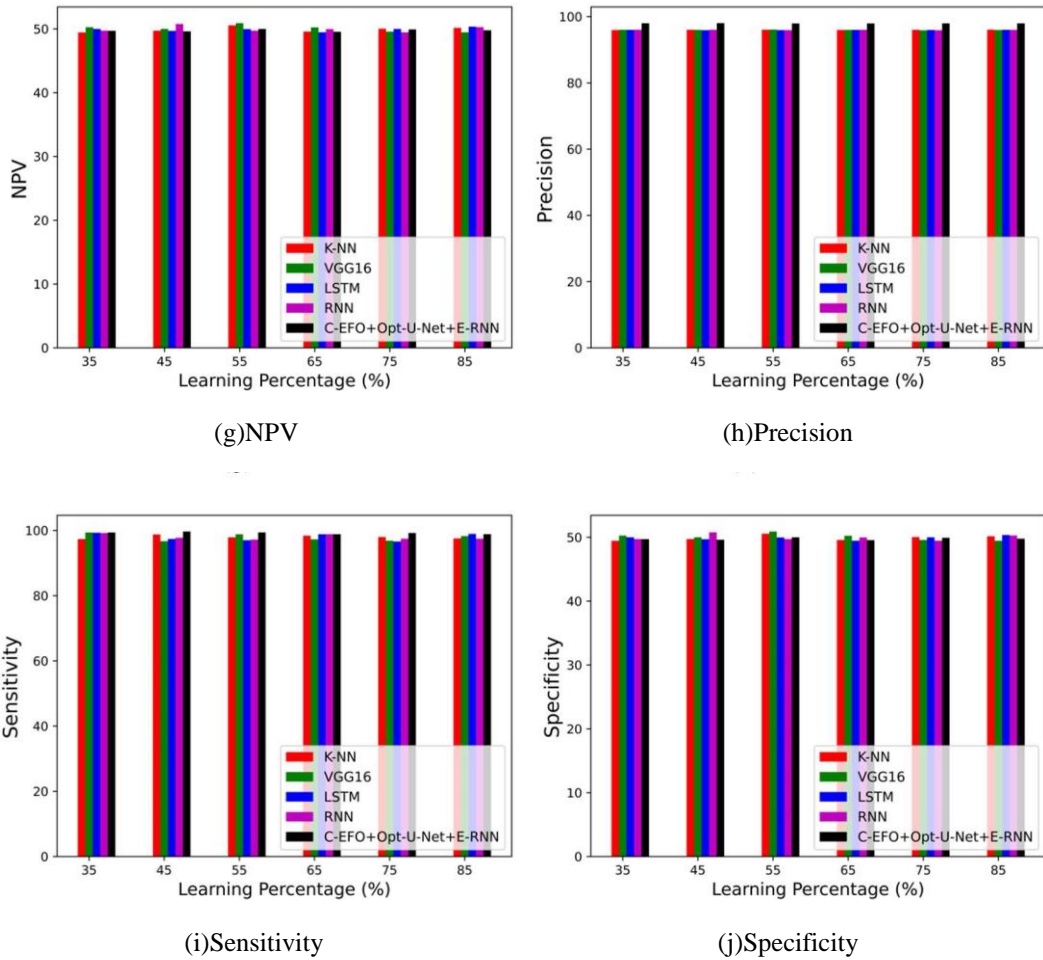 50
40
30
20
10
0
NPV
K-NN
VGG16
LSTM
RNN
C-EFO+Opt-U-Net+E-RNN
35 45 55 65 75 85
Learning Percentage (%)
(g)NPV
100
80
60
40
20
0
Precision
K-NN
VGG16
LSTM
RNN
C-EFO+Opt-U-Net+E-RNN
35 45 55 65 75 85
Learning Percentage (%)
(h)Precision
100
80
60
40
20
0
Sensitivity
K-NN
VGG16
LSTM
RNN
C-EFO+Opt-U-Net+E-RNN
35 45 55 65 75 85
Learning Percentage (%)
(i)Sensitivity
50
40
30
20
10
0
Specificity
K-NN
VGG16
LSTM
RNN
C-EFO+Opt-U-Net+E-RNN
35 45 55 65 75 85
Learning Percentage (%)
(j)Specificity